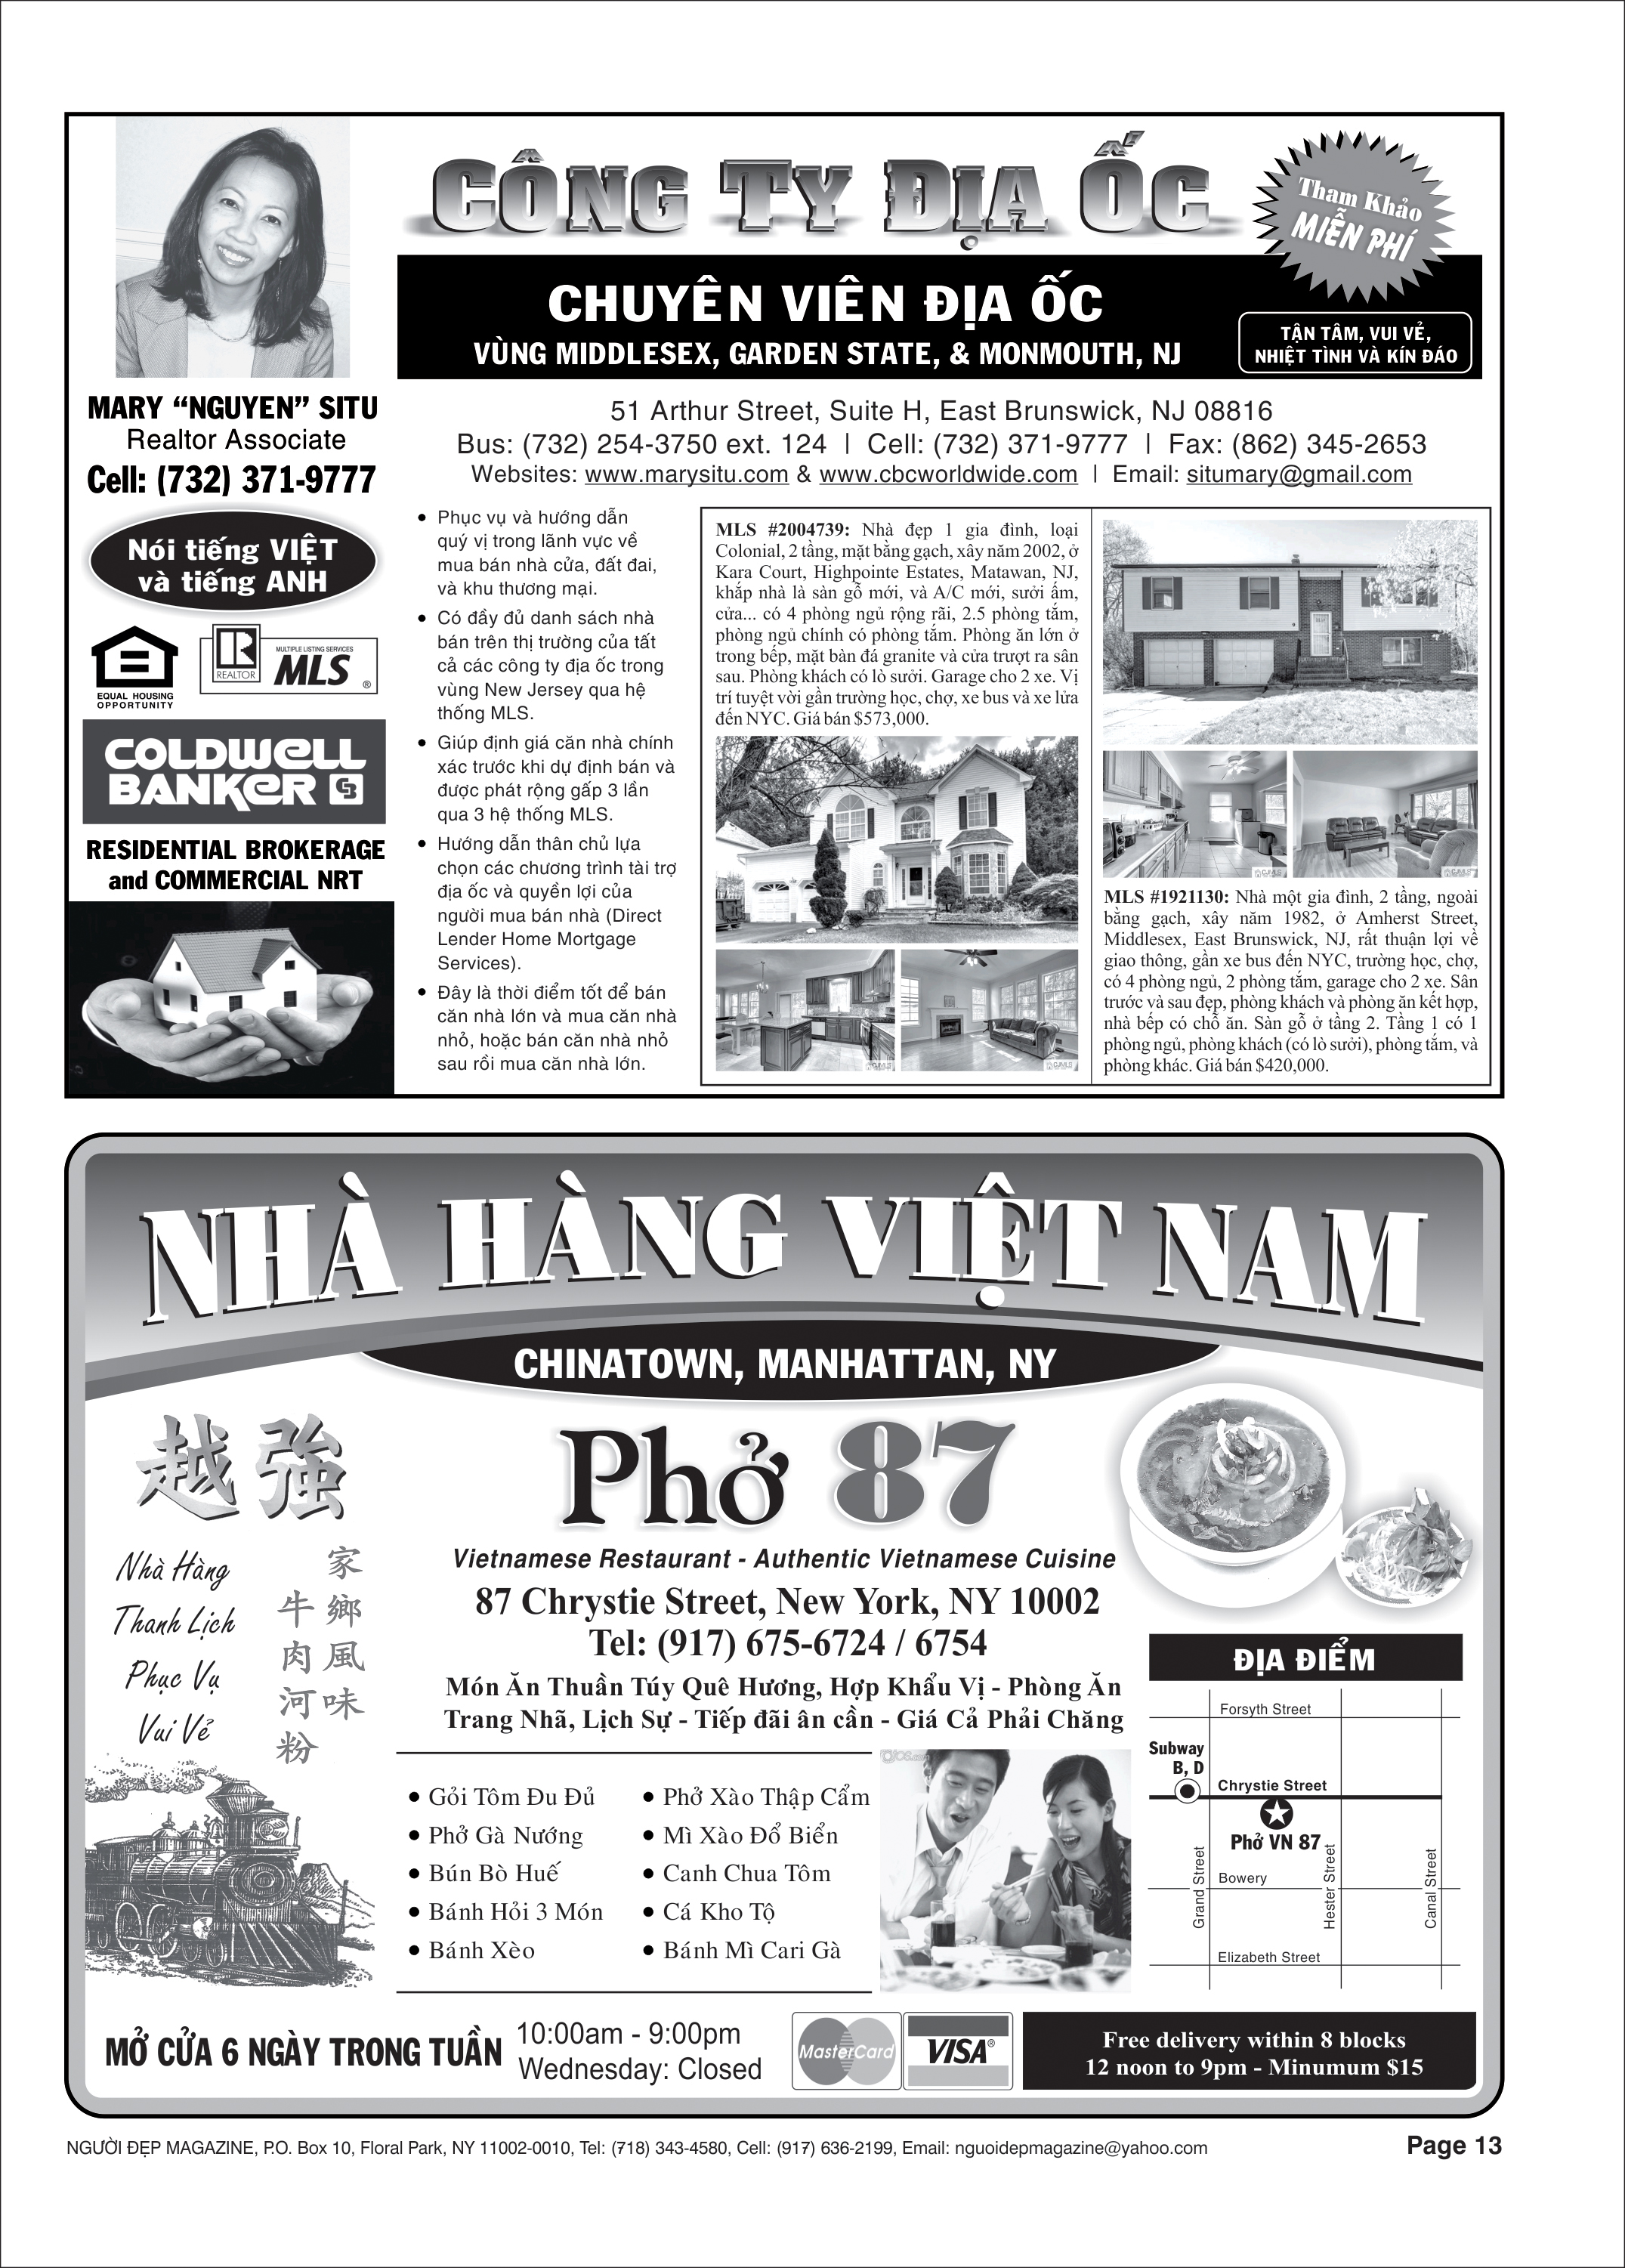 CÔNG TY ĐỊA ỐC
Tham Khảo
MIỄN PHÍ
CHUYÊN VIÊN ĐỊA ỐC
VÙNG MIDDLESEX, GARDEN STATE, & MONMOUTH, NJ
TẬN TÂM, VUI VẺ,
NHIỆT TÌNH VÀ KÍN ĐÁO
MARY “NGUYEN” SITU
Realtor Associate
Cell: (732) 371-9777
Nói tiếng VIỆT
và tiếng ANH
EQUAL HOUSING
OPPORTUNITY
R
REALTOR
MULTIPLE LISTING SERVICES
MLS ®
COLDWELL
BANKER CB
RESIDENTIAL BROKERAGE
and COMMERCIAL NRT
51 Arthur Street, Suite H, East Brunswick, NJ 08816
Bus: (732) 254-3750 ext. 124 | Cell: (732) 371-9777 | Fax: (862) 345-2653
Websites: www.marysitu.com & www.cbcworldwide.com | Email: situmary@gmail.com
• Phục vụ và hướng dẫn
quý vị trong lãnh vực về
mua bán nhà cửa, đất đai,
và khu thương mại.
• Có đầy đủ danh sách nhà
bán trên thị trường của tất
cả các công ty địa ốc trong
vùng New Jersey qua hệ
thống MLS.
• Giúp định giá căn nhà chính
xác trước khi dự định bán và
được phát rộng gấp 3 lần
qua 3 hệ thống MLS.
• Hướng dẫn thân chủ lựa
chọn các chương trình tài trợ
địa ốc và quyền lợi của
người mua bán nhà (Direct
Lender Home Mortgage
Services).
• Đây là thời điểm tốt để bán
căn nhà lớn và mua căn nhà
nhỏ, hoặc bán căn nhà nhỏ
sau rồi mua căn nhà lớn.
MLS #2004739: Nhà đẹp 1 gia đình, loại
Colonial, 2 tầng, mặt bằng gạch, xây năm 2002, ở
Kara Court, Highpointe Estates, Matawan, NJ,
khắp nhà là sàn gỗ mới, và A/C mới, sưởi ấm,
cửa... có 4 phòng ngủ rộng rãi, 2.5 phòng tắm,
phòng ngủ chính có phòng tắm. Phòng ăn lớn ở
trong bếp, mặt bàn đá granite và cửa trượt ra sân
sau. Phòng khách có lò sưởi. Garage cho 2 xe. Vị
trí tuyệt vời gần trường học, chợ, xe bus và xe lửa
đến NYC. Giá bán $573,000.
MLS #1921130: Nhà một gia đình, 2 tầng, ngoài
bằng gạch, xây năm 1982, ở Amherst Street,
Middlesex, East Brunswick, NJ, rất thuận lợi về
giao thông, gần xe bus đến NYC, trường học, chợ,
có 4 phòng ngủ, 2 phòng tắm, garage cho 2 xe. Sân
trước và sau đẹp, phòng khách và phòng ăn kết hợp,
nhà bếp có chỗ ăn. Sàn gỗ ở tầng 2. Tầng 1 có 1
phòng ngủ, phòng khách (có lò sưởi), phòng tắm, và
phòng khác. Giá bán $420,000.
NHÀ HÀNG VIỆT NAM
CHINATOWN, MANHATTAN, NY
越強
Phở 87
Nhà Hàng
Thanh Lịch
Phục Vụ
Vui Vẻ
家鄉風味
牛肉河粉
Vietnamese Restaurant - Authentic Vietnamese Cuisine
87 Chrystie Street, New York, NY 10002
Tel: (917) 675-6724 / 6754
Món Ăn Thuần Túy Quê Hương, Hợp Khẩu Vị - Phòng Ăn
Trang Nhã, Lịch Sự - Tiếp đãi ân cần - Giá Cả Phải Chăng
• Gỏi Tôm Đu Đủ
• Phở Gà Nướng
• Bún Bò Huế
• Bánh Hỏi 3 Món
• Bánh Xèo
• Phở Xào Thập Cẩm
• Mì Xào Đổ Biển
• Canh Chua Tôm
• Cá Kho Tộ
• Bánh Mì Cari Gà
ĐỊA ĐIỂM
Forsyth Street
Subway
B, D
Chrystie Street
Phở VN 87
Bowery
Grand Street
Hester Street
Canal Street
Elizabeth Street
MỞ CỬA 6 NGÀY TRONG TUẦN
10:00am - 9:00pm
Wednesday: Closed
MasterCard
VISA®
Free delivery within 8 blocks
12 noon to 9pm - Minumum $15
NGƯỜI ĐẸP MAGAZINE, P.O. Box 10, Floral Park, NY 11002-0010, Tel: (718) 343-4580, Cell: (917) 636-2199, Email: nguoidepmagazine@yahoo.com
Page 13